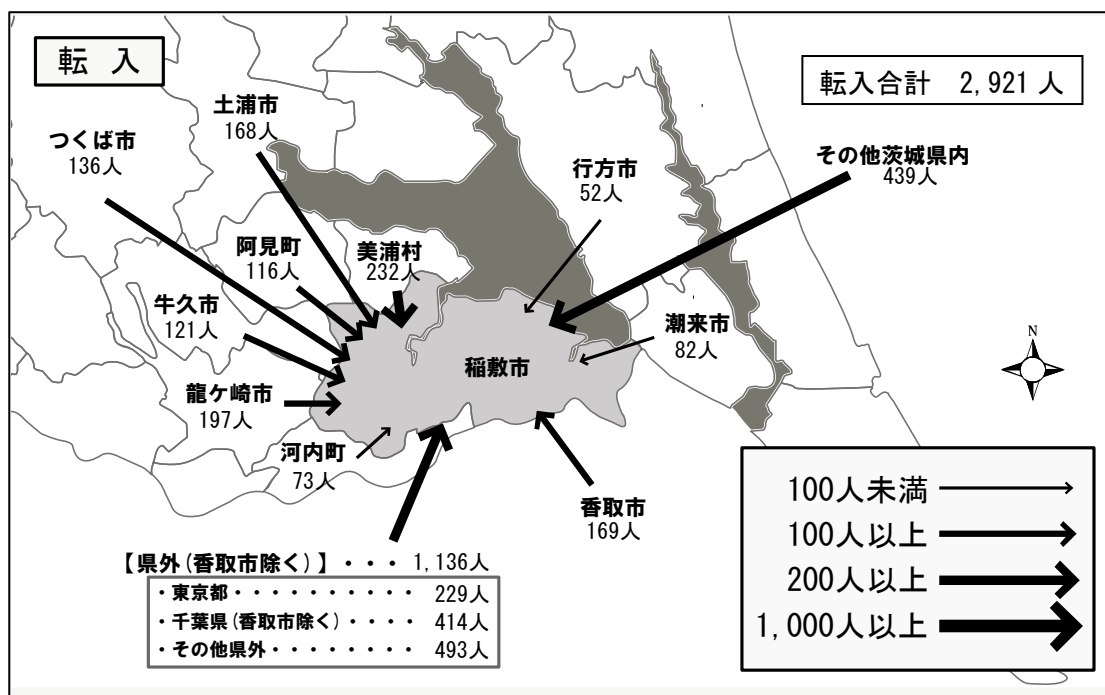 転 入
転入合計 2,921 人
つくば市
136人
土浦市
168人
行方市
52人
その他茨城県内
439人
阿見町
116人
美浦村
232人
牛久市
121人
潮来市
82人
稲敷市
龍ケ崎市
197人
河内町
73人
香取市
169人
N
【県外(香取市除く)】・・・ 1,136人
・東京都・・・・・・・・・・ 229人
・千葉県(香取市除く)・・・・ 414人
・その他県外・・・・・・・・ 493人
100人未満
100人以上
200人以上
1,000人以上